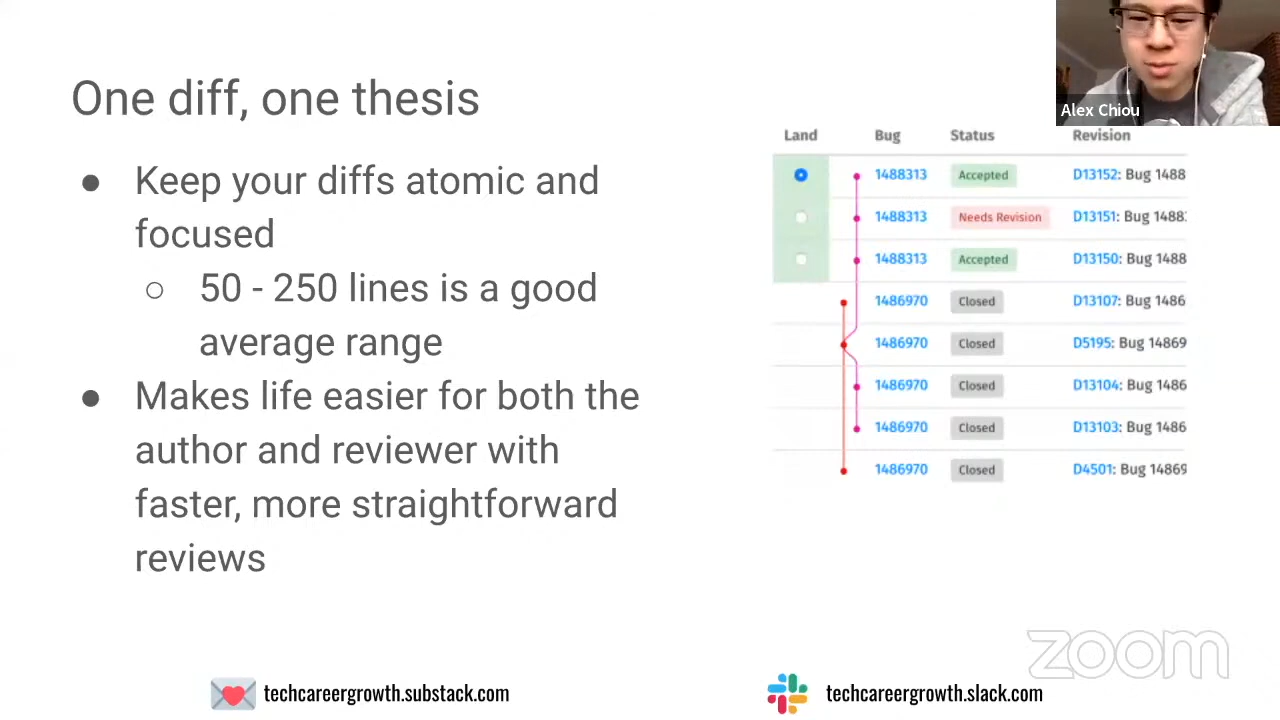 One diff, one thesis
● Keep your diffs atomic and
focused
○ 50 - 250 lines is a good
average range
● Makes life easier for both the
author and reviewer with
faster, more straightforward
reviews
Alex Chiou
Land Bug Status Revision
1488313 Accepted D13152: Bug 1488
1488313 Needs Revision D13151: Bug 1488
1488313 Accepted D13150: Bug 1488
1486970 Closed D13107: Bug 1486
1486970 Closed D5195: Bug 14869
1486970 Closed D13104: Bug 1486
1486970 Closed D13103: Bug 1486
1486970 Closed D4501: Bug 14869
zoom
techcareergrowth.substack.com
techcareergrowth.slack.com